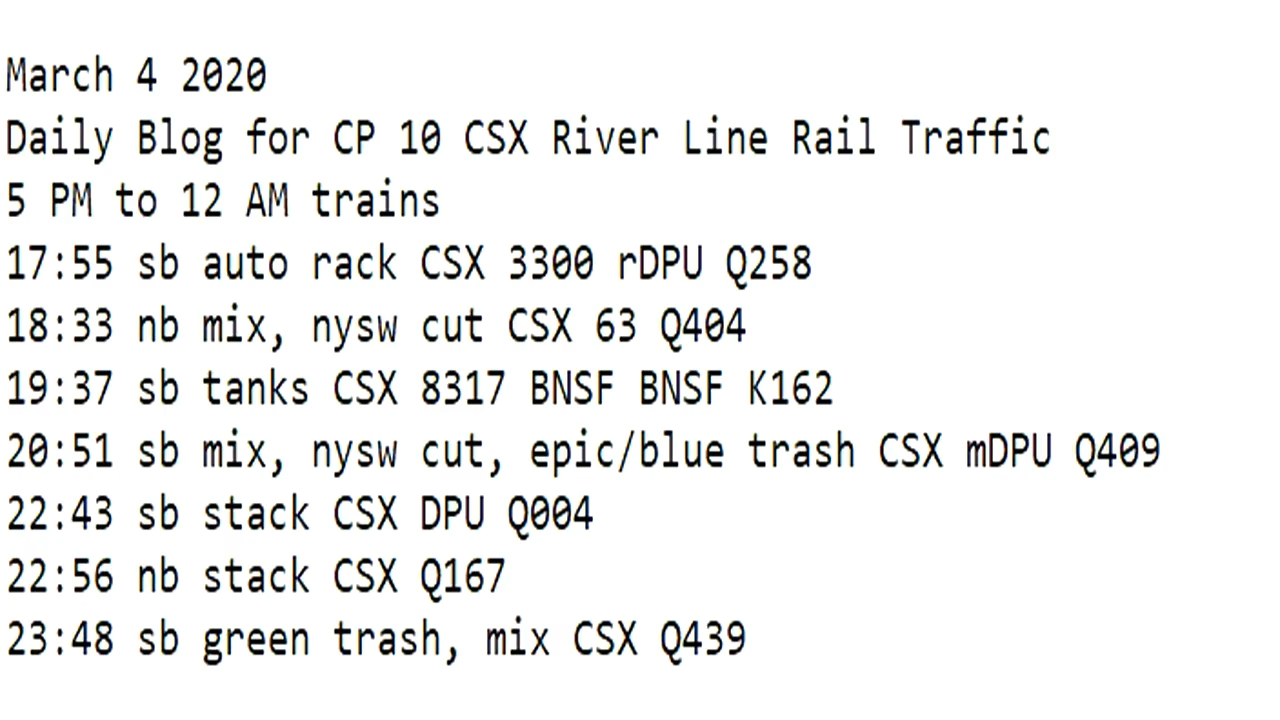 March 4 2020
Daily Blog for CP 10 CSX River Line Rail Traffic
5 PM to 12 AM trains
17:55 sb auto rack CSX 3300 rDPU Q258
18:33 nb mix, nysw cut CSX 63 Q404
19:37 sb tanks CSX 8317 BNSF BNSF K162
20:51 sb mix, nysw cut, epic/blue trash CSX mDPU Q409
22:43 sb stack CSX DPU Q004
22:56 nb stack CSX Q167
23:48 sb green trash, mix CSX Q439